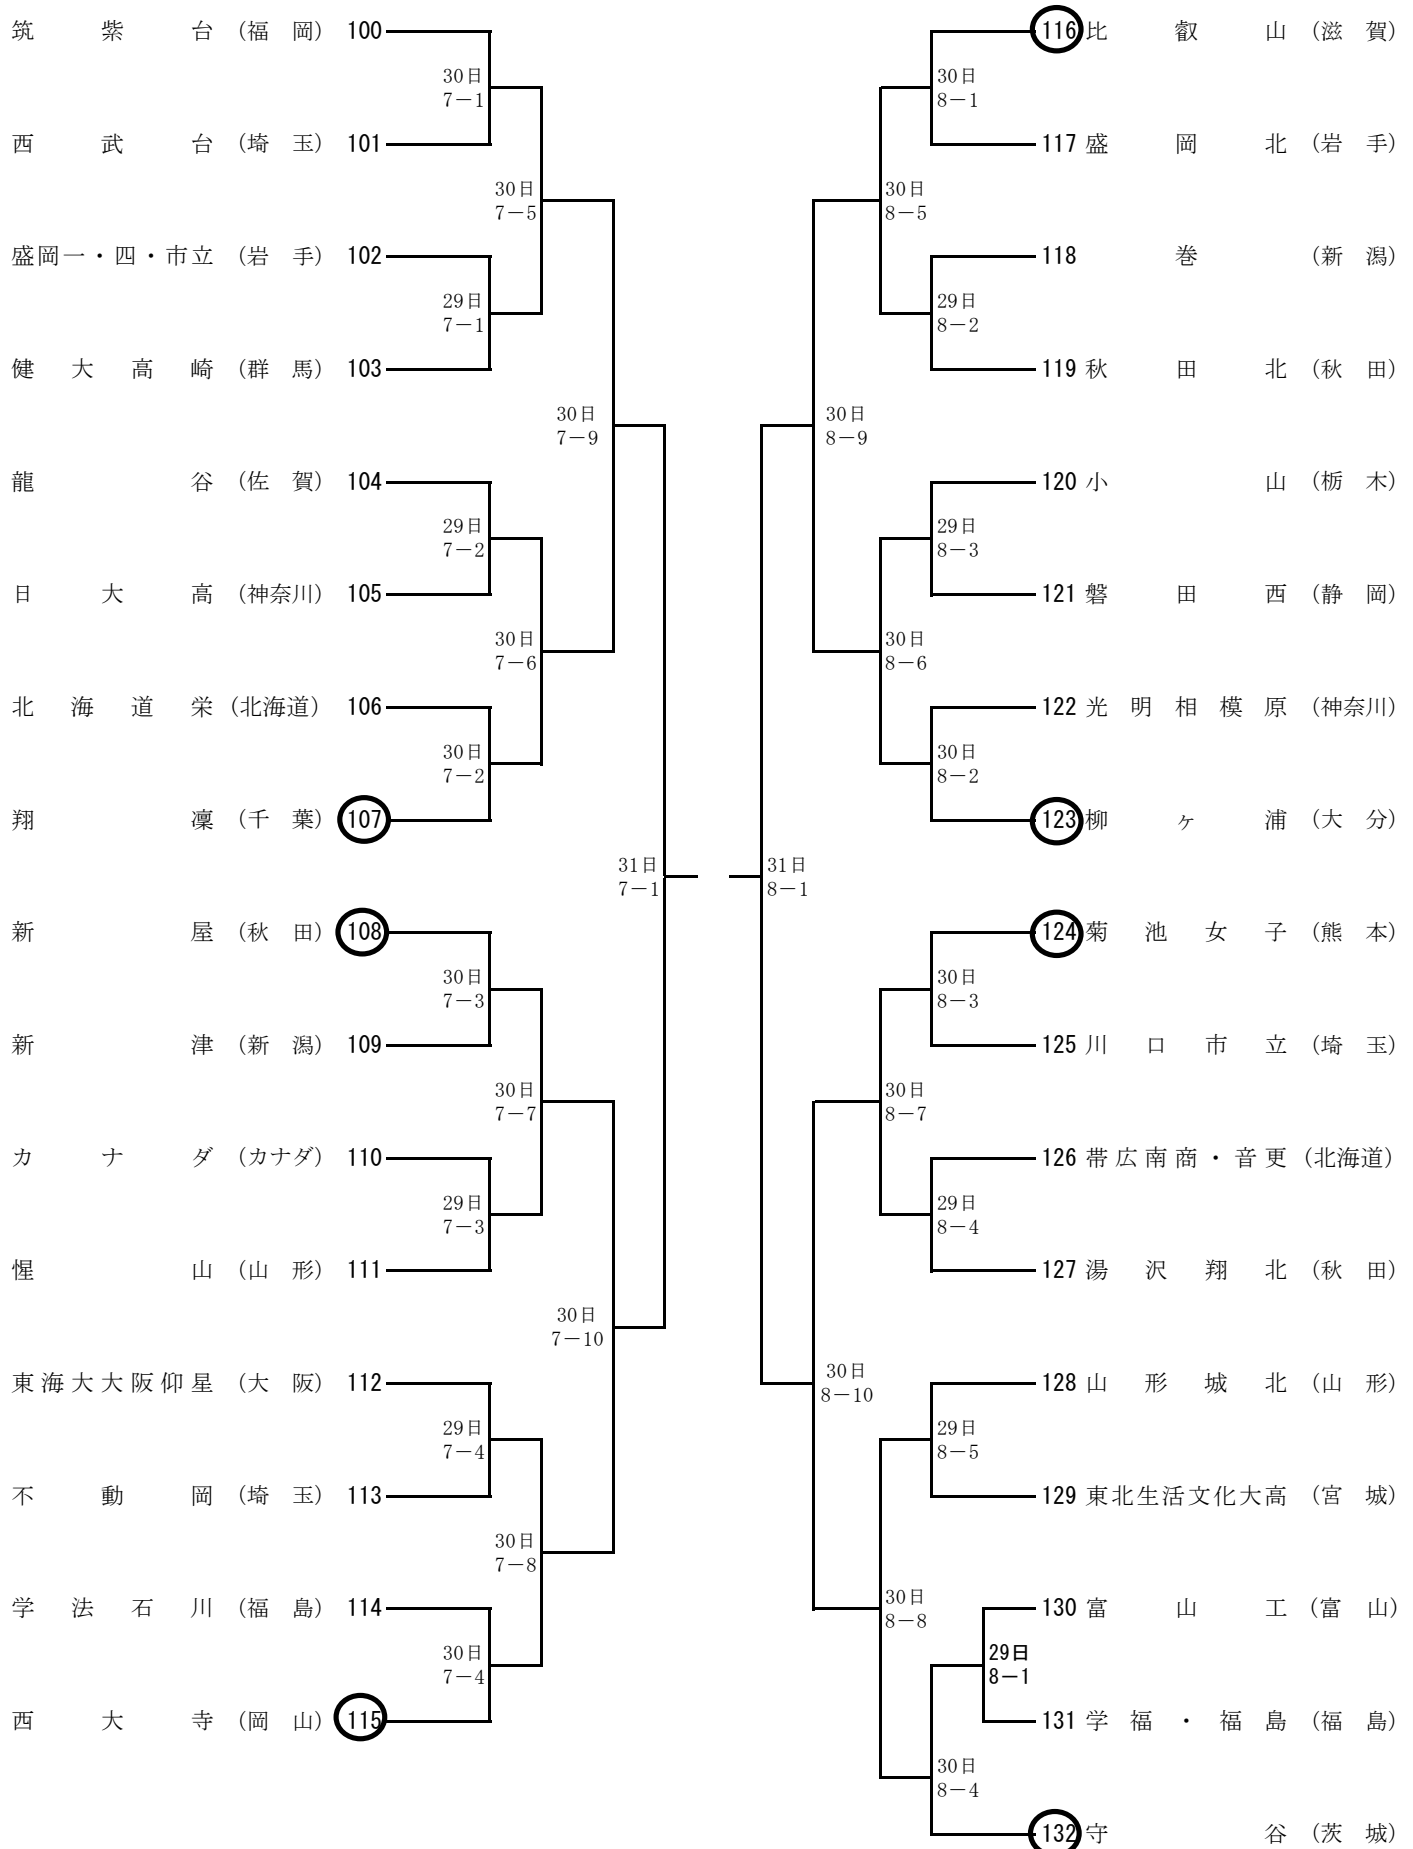 筑紫台 (福岡) 100
30日
7－1
西武台 (埼玉) 101
30日
7－5
盛岡一・四・市立 (岩手) 102
29日
7－1
健大高崎 (群馬) 103
30日
7－9
龍谷 (佐賀) 104
29日
7－2
日大高 (神奈川) 105
30日
7－6
北海道栄 (北海道) 106
30日
7－2
翔凜 (千葉) 107
31日
7－1
新屋 (秋田) 108
30日
7－3
新津 (新潟) 109
30日
7－7
カナダ (カナダ) 110
29日
7－3
惺山 (山形) 111
30日
7－10
東海大大阪仰星 (大阪) 112
29日
7－4
不動岡 (埼玉) 113
30日
7－8
学法石川 (福島) 114
30日
7－4
西大寺 (岡山) 115
116 比叡山 (滋賀)
30日
8－1
117 盛岡北 (岩手)
30日
8－5
118 巻 (新潟)
29日
8－2
119 秋田北 (秋田)
30日
8－9
120 小山 (栃木)
29日
8－3
121 磐田西 (静岡)
30日
8－6
122 光明相模原 (神奈川)
30日
8－2
123 柳ヶ浦 (大分)
31日
8－1
124 菊池女子 (熊本)
30日
8－3
125 川口市立 (埼玉)
30日
8－7
126 帯広南商・音更 (北海道)
29日
8－4
127 湯沢翔北 (秋田)
30日
8－10
128 山形城北 (山形)
29日
8－5
129 東北生活文化大高 (宮城)
30日
8－8
130 富山工 (富山)
29日
8－1
131 学福・福島 (福島)
30日
8－4
132 守谷 (茨城)